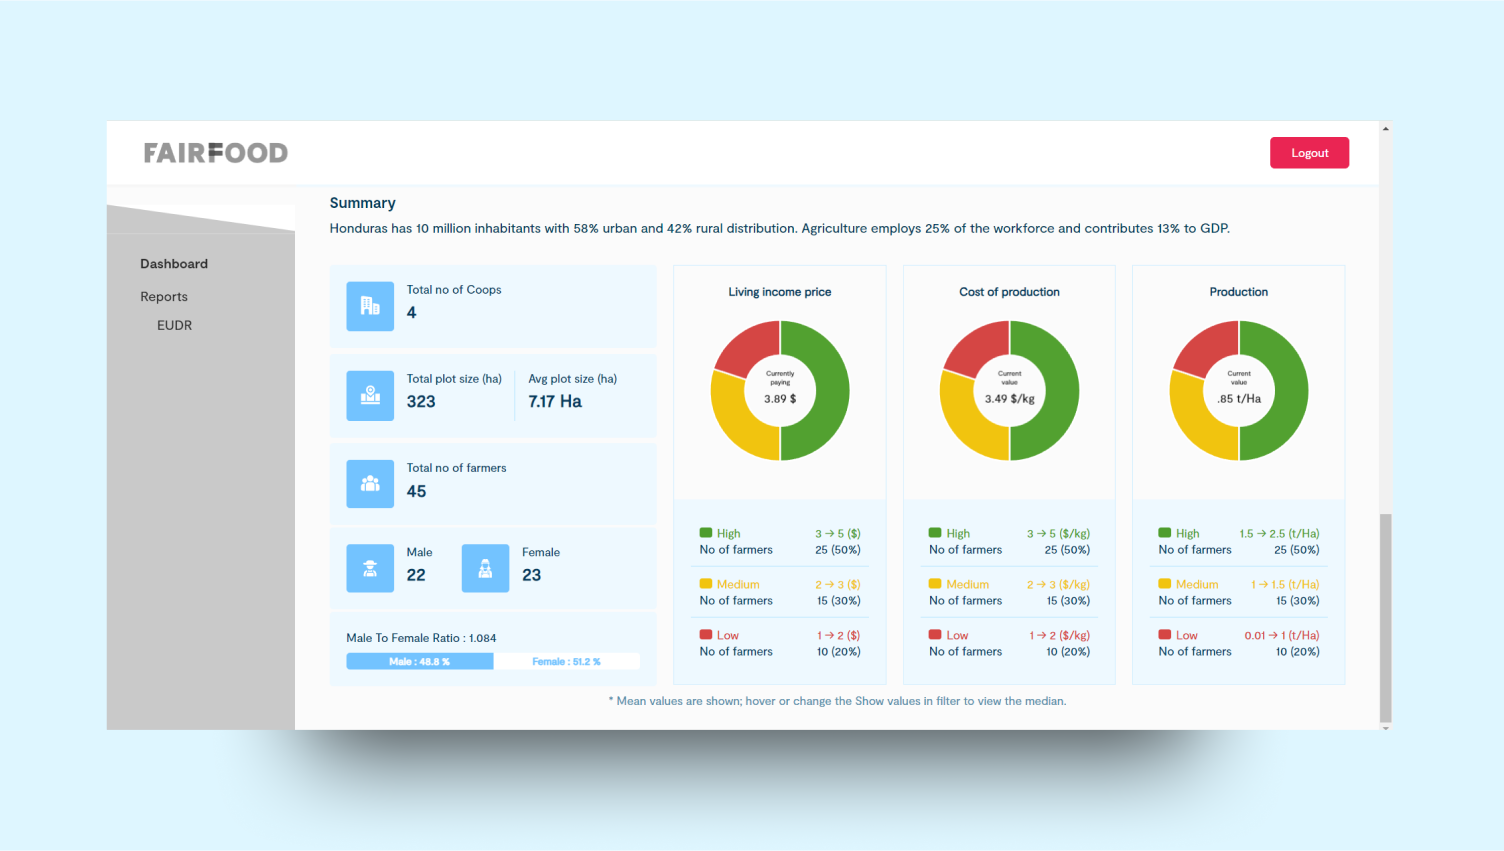 FAIRFOOD
Logout
Dashboard
Reports
EUDR
Summary
Honduras has 10 million inhabitants with 58% urban and 42% rural distribution. Agriculture employs 25% of the workforce and contributes 13% to GDP.
Total no of Coops
4
Total plot size (ha)
323
Avg plot size (ha)
7.17 Ha
Total no of farmers
45
Male
22
Female
23
Male To Female Ratio : 1.084
Male : 48.8 %
Female : 51.2 %
Living income price
Currently
paying
3.89 $
High 3 → 5 ($)
No of farmers 25 (50%)
Medium 2 → 3 ($)
No of farmers 15 (30%)
Low 1 → 2 ($)
No of farmers 10 (20%)
Cost of production
Current
value
3.49 $/kg
High 3 → 5 ($/kg)
No of farmers 25 (50%)
Medium 2 → 3 ($/kg)
No of farmers 15 (30%)
Low 1 → 2 ($/kg)
No of farmers 10 (20%)
Production
Current
value
.85 t/Ha
High 1.5 → 2.5 (t/Ha)
No of farmers 25 (50%)
Medium 1 → 1.5 (t/Ha)
No of farmers 15 (30%)
Low 0.01 → 1 (t/Ha)
No of farmers 10 (20%)
* Mean values are shown; hover or change the Show values in filter to view the median.